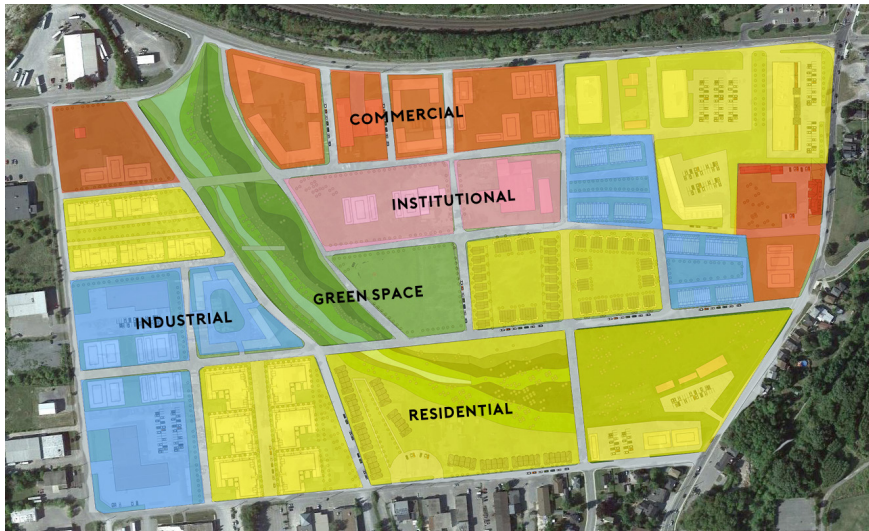 COMMERCIAL
INSTITUTIONAL
GREEN SPACE
INDUSTRIAL
RESIDENTIAL